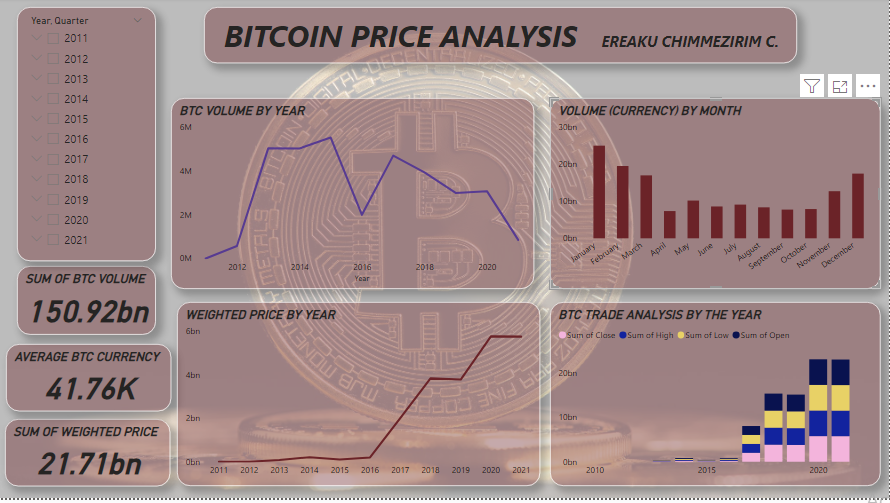 Year, Quarter
2011
2012
2013
2014
2015
2016
2017
2018
2019
2020
2021
BITCOIN PRICE ANALYSIS EREAKU CHIMMEZIRIM C.
SUM OF BTC VOLUME
150.92bn
AVERAGE BTC CURRENCY
41.76K
SUM OF WEIGHTED PRICE
21.71bn
BTC VOLUME BY YEAR
6M
4M
2M
0M
2012 2014 2016 2018 2020
Year
VOLUME (CURRENCY) BY MONTH
30bn
20bn
10bn
0bn
January February March April May June July August September October November December
WEIGHTED PRICE BY YEAR
6bn
4bn
2bn
0bn
2011 2012 2013 2014 2015 2016 2017 2018 2019 2020 2021
BTC TRADE ANALYSIS BY THE YEAR
Sum of Close Sum of High Sum of Low Sum of Open
20bn
10bn
0bn
2010 2015 2020